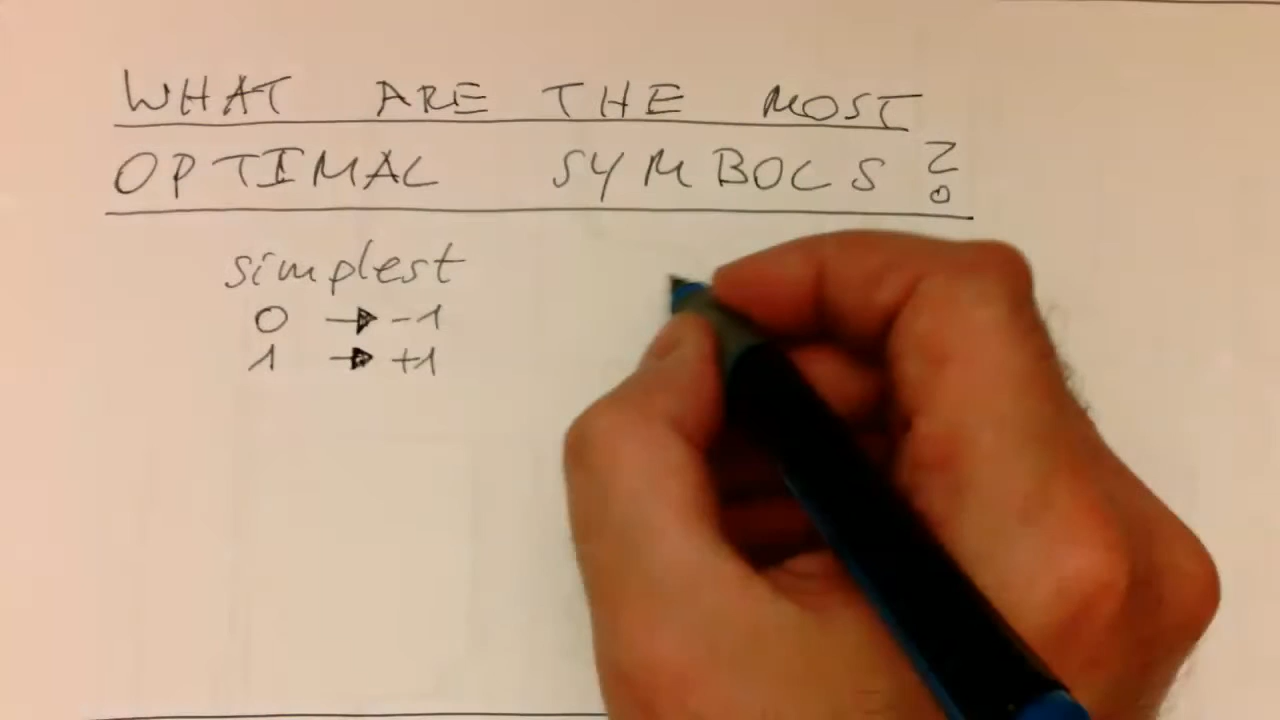 WHAT ARE THE MOST
OPTIMAL SYMBOLS?
simplest
0 → -1
1 → +1